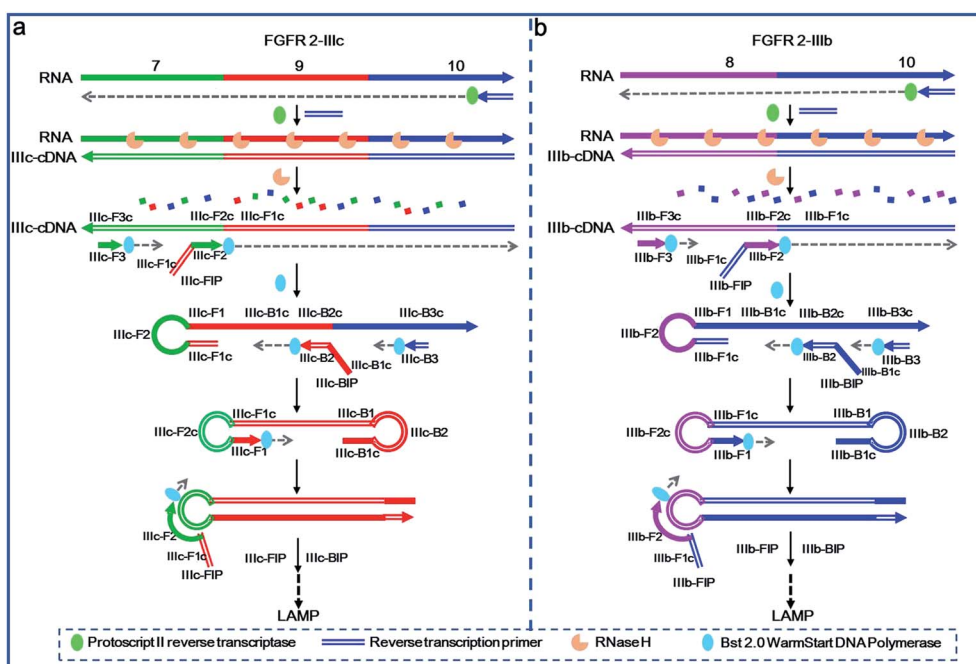 a
FGFR 2-IIIc
7 9 10
RNA
RNA
IIIc-cDNA
IIIc-F3c IIIc-F2c IIIc-F1c
IIIc-cDNA
IIIc-F3 IIIc-F1c IIIc-F2
IIIc-FIP
IIIc-F1 IIIc-B1c IIIc-B2c IIIc-B3c
IIIc-F2
IIIc-F1c IIIc-B2 IIIc-B1c IIIc-B3
IIIc-BIP
IIIc-F1c IIIc-B1
IIIc-F2c IIIc-B2
IIIc-F1 IIIc-B1c
IIIc-F2
IIIc-F1c
IIIc-FIP
IIIc-FIP IIIc-BIP
LAMP
b
FGFR 2-IIIb
8 10
RNA
RNA
IIIb-cDNA
IIIb-F3c IIIb-F2c IIIb-F1c
IIIb-cDNA
IIIb-F3 IIIb-F1c IIIb-F2
IIIb-FIP
IIIb-F1 IIIb-B1c IIIb-B2c IIIb-B3c
IIIb-F2
IIIb-F1c IIIb-B2 IIIb-B3
IIIb-B1c
IIIb-BIP
IIIb-F1c IIIb-B1
IIIb-F2c IIIb-B2
IIIb-F1 IIIb-B1c
IIIb-F2
IIIb-F1c
IIIb-FIP
IIIb-FIP IIIb-BIP
LAMP
Protoscript II reverse transcriptase Reverse transcription primer RNase H Bst 2.0 WarmStart DNA Polymerase